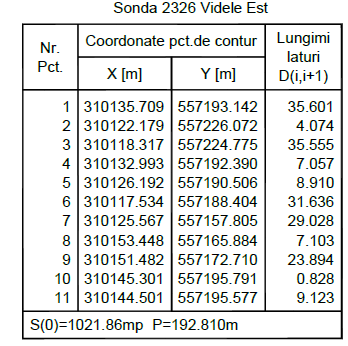 Sonda 2326 Videle Est
Nr. Pct. Coordonate pct.de contur Lungimi laturi D(i,i+1)
X [m] Y [m]
1 310135.709 557193.142 35.601
2 310122.179 557226.072 4.074
3 310118.317 557224.775 35.555
4 310132.993 557192.390 7.057
5 310126.192 557190.506 8.910
6 310117.534 557188.404 31.636
7 310125.567 557157.805 29.028
8 310153.448 557165.884 7.103
9 310151.482 557172.710 23.894
10 310145.301 557195.791 0.828
11 310144.501 557195.577 9.123
S(0)=1021.86mp P=192.810m